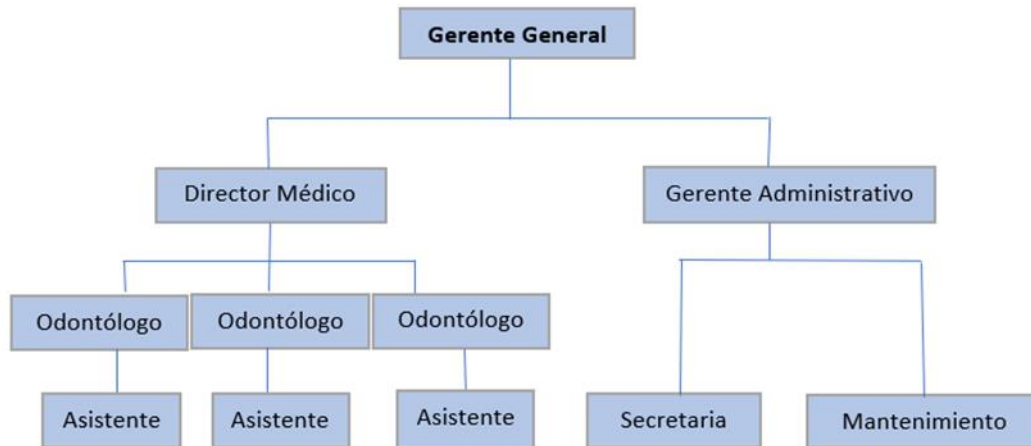 Gerente General
Director Médico
Gerente Administrativo
Odontólogo
Odontólogo
Odontólogo
Asistente
Asistente
Asistente
Secretaria
Mantenimiento